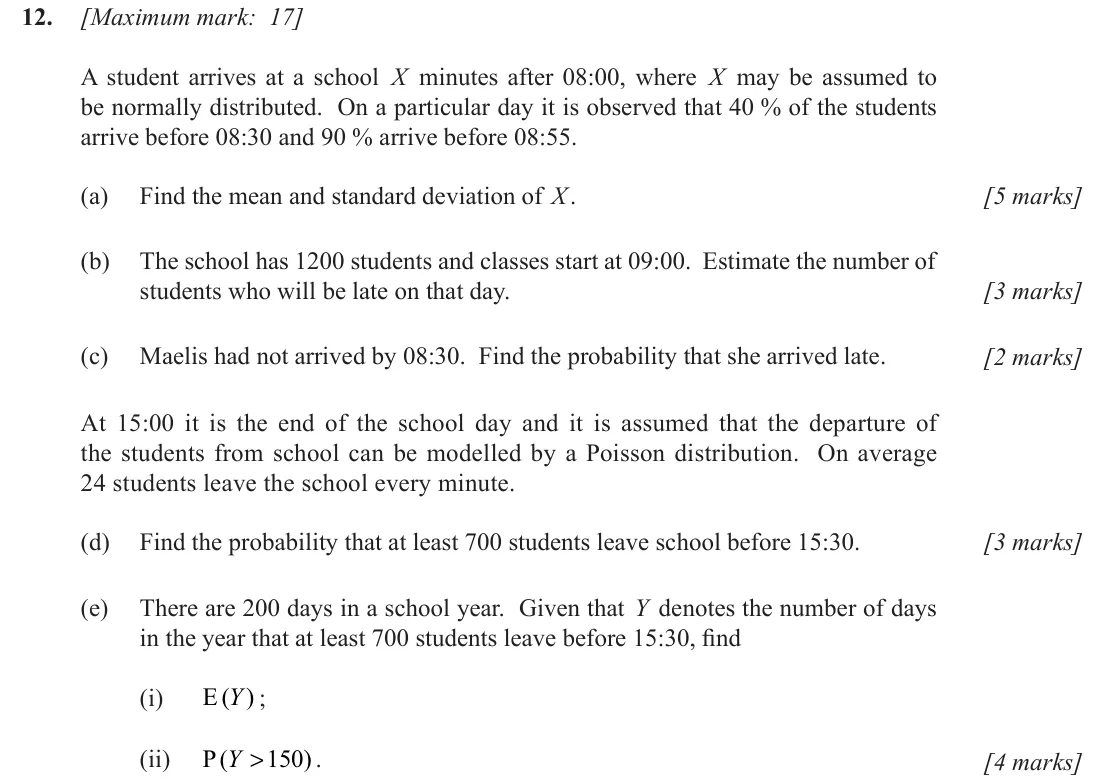 12. [Maximum mark: 17]
A student arrives at a school X minutes after 08:00, where X may be assumed to
be normally distributed. On a particular day it is observed that 40 % of the students
arrive before 08:30 and 90 % arrive before 08:55.
(a) Find the mean and standard deviation of X. [5 marks]
(b) The school has 1200 students and classes start at 09:00. Estimate the number of
students who will be late on that day. [3 marks]
(c) Maelis had not arrived by 08:30. Find the probability that she arrived late. [2 marks]
At 15:00 it is the end of the school day and it is assumed that the departure of
the students from school can be modelled by a Poisson distribution. On average
24 students leave the school every minute.
(d) Find the probability that at least 700 students leave school before 15:30. [3 marks]
(e) There are 200 days in a school year. Given that Y denotes the number of days
in the year that at least 700 students leave before 15:30, find
(i) E(Y);
(ii) P(Y >150). [4 marks]